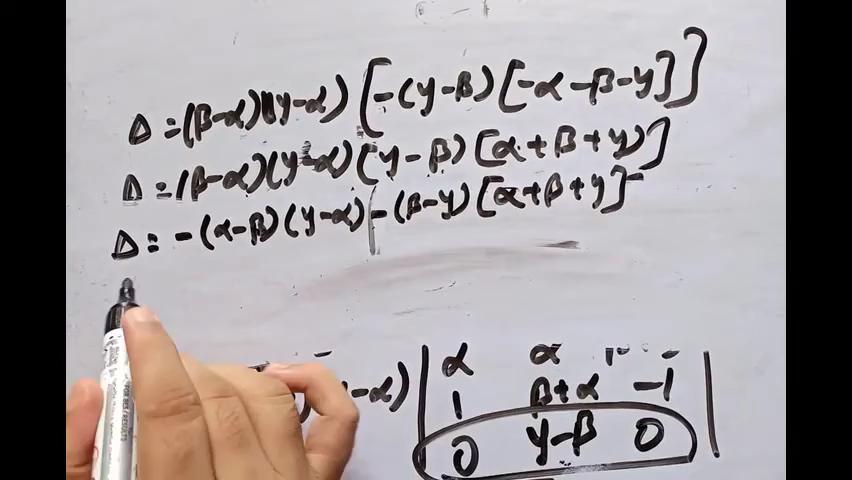 Δ = (β-α)(y-α) [-(y-β) [-α-β-y]]
Δ = (β-α)(y-α)(y-β) [α+β+y)]
Δ = -(α-β)(y-α) -(β-y) [α+β+y]
-α) | α α
1 β+α -1
0 y-β 0 |